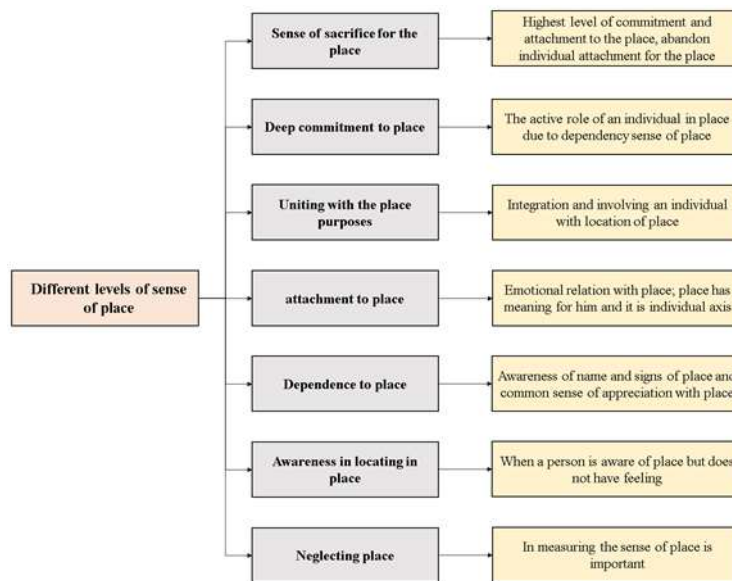 Sense of sacrifice for the
place
Highest level of commitment and
attachment to the place, abandon
individual attachment for the place
Deep commitment to place
The active role of an individual in place
due to dependency sense of place
Uniting with the place
purposes
Integration and involving an individual
with location of place
Different levels of sense
of place
attachment to place
Emotional relation with place; place has
meaning for him and it is individual axis
Dependence to place
Awareness of name and signs of place and
common sense of appreciation with place
Awareness in locating in
place
When a person is aware of place but does
not have feeling
Neglecting place
In measuring the sense of place is
important